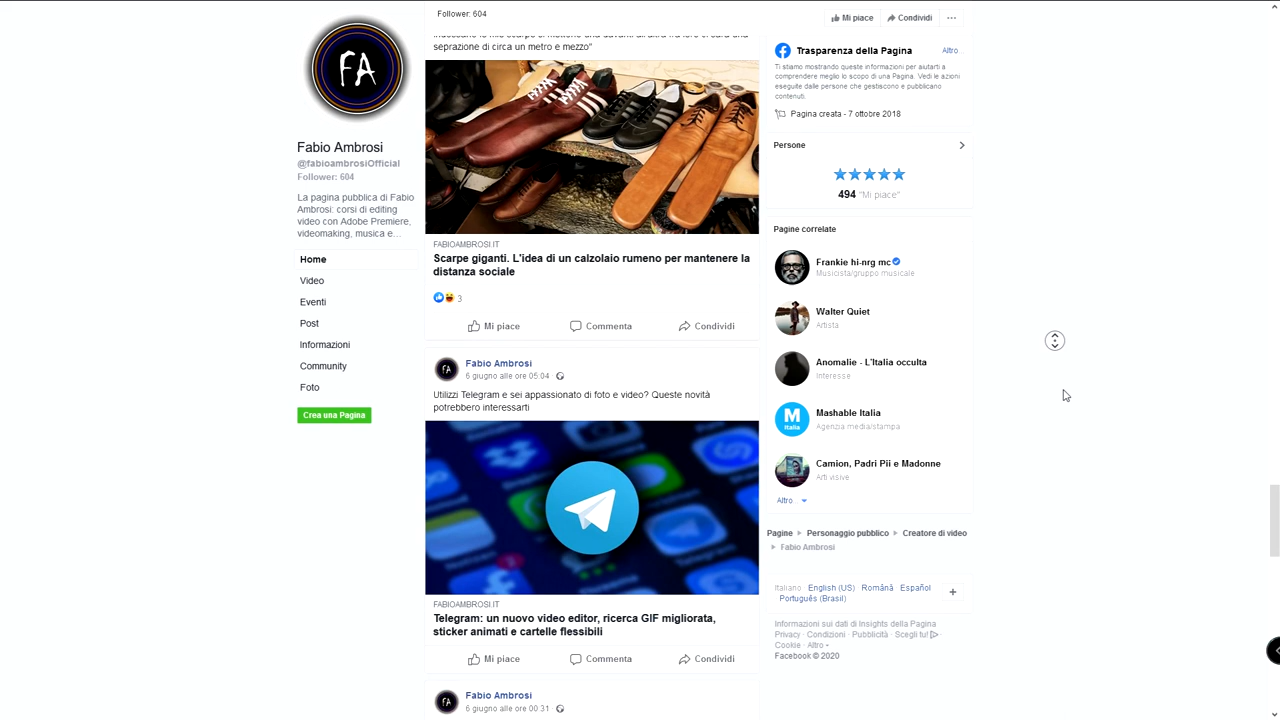 FA
Fabio Ambrosi
@fabioambrosiOfficial
Follower: 604
La pagina pubblica di Fabio
Ambrosi: corsi di editing
video con Adobe Premiere,
videomaking, musica e...
Home
Video
Eventi
Post
Informazioni
Community
Foto
Crea una Pagina
Follower: 604
Mi piace
Condividi
seprazione di circa un metro e mezzo"
FABIOAMBROSI.IT
Scarpe giganti. L'idea di un calzolaio rumeno per mantenere la
distanza sociale
3
Mi piace
Commenta
Condividi
FA
Fabio Ambrosi
6 giugno alle ore 05:04
Utilizzi Telegram e sei appassionato di foto e video? Queste novità
potrebbero interessarti
FABIOAMBROSI.IT
Telegram: un nuovo video editor, ricerca GIF migliorata,
sticker animati e cartelle flessibili
Mi piace
Commenta
Condividi
FA
Fabio Ambrosi
6 giugno alle ore 00:31
Trasparenza della Pagina
Altro...
Ti stiamo mostrando queste informazioni per aiutarti a
comprendere meglio lo scopo di una Pagina. Vedi le azioni
eseguite dalle persone che gestiscono e pubblicano
contenuti.
Pagina creata - 7 ottobre 2018
Persone
494 "Mi piace"
Pagine correlate
Frankie hi-nrg mc
Musicista/gruppo musicale
Walter Quiet
Artista
Anomalie - L'Italia occulta
Interesse
M
Italia
Mashable Italia
Agenzia media/stampa
Camion, Padri Pii e Madonne
Arti visive
Altro
Pagine
Personaggio pubblico
Creatore di video
Fabio Ambrosi
Italiano English (US) Română Español
Português (Brasil)
Informazioni sui dati di Insights della Pagina
Privacy · Condizioni · Pubblicità · Scegli tu! ·
Cookie · Altro
Facebook © 2020